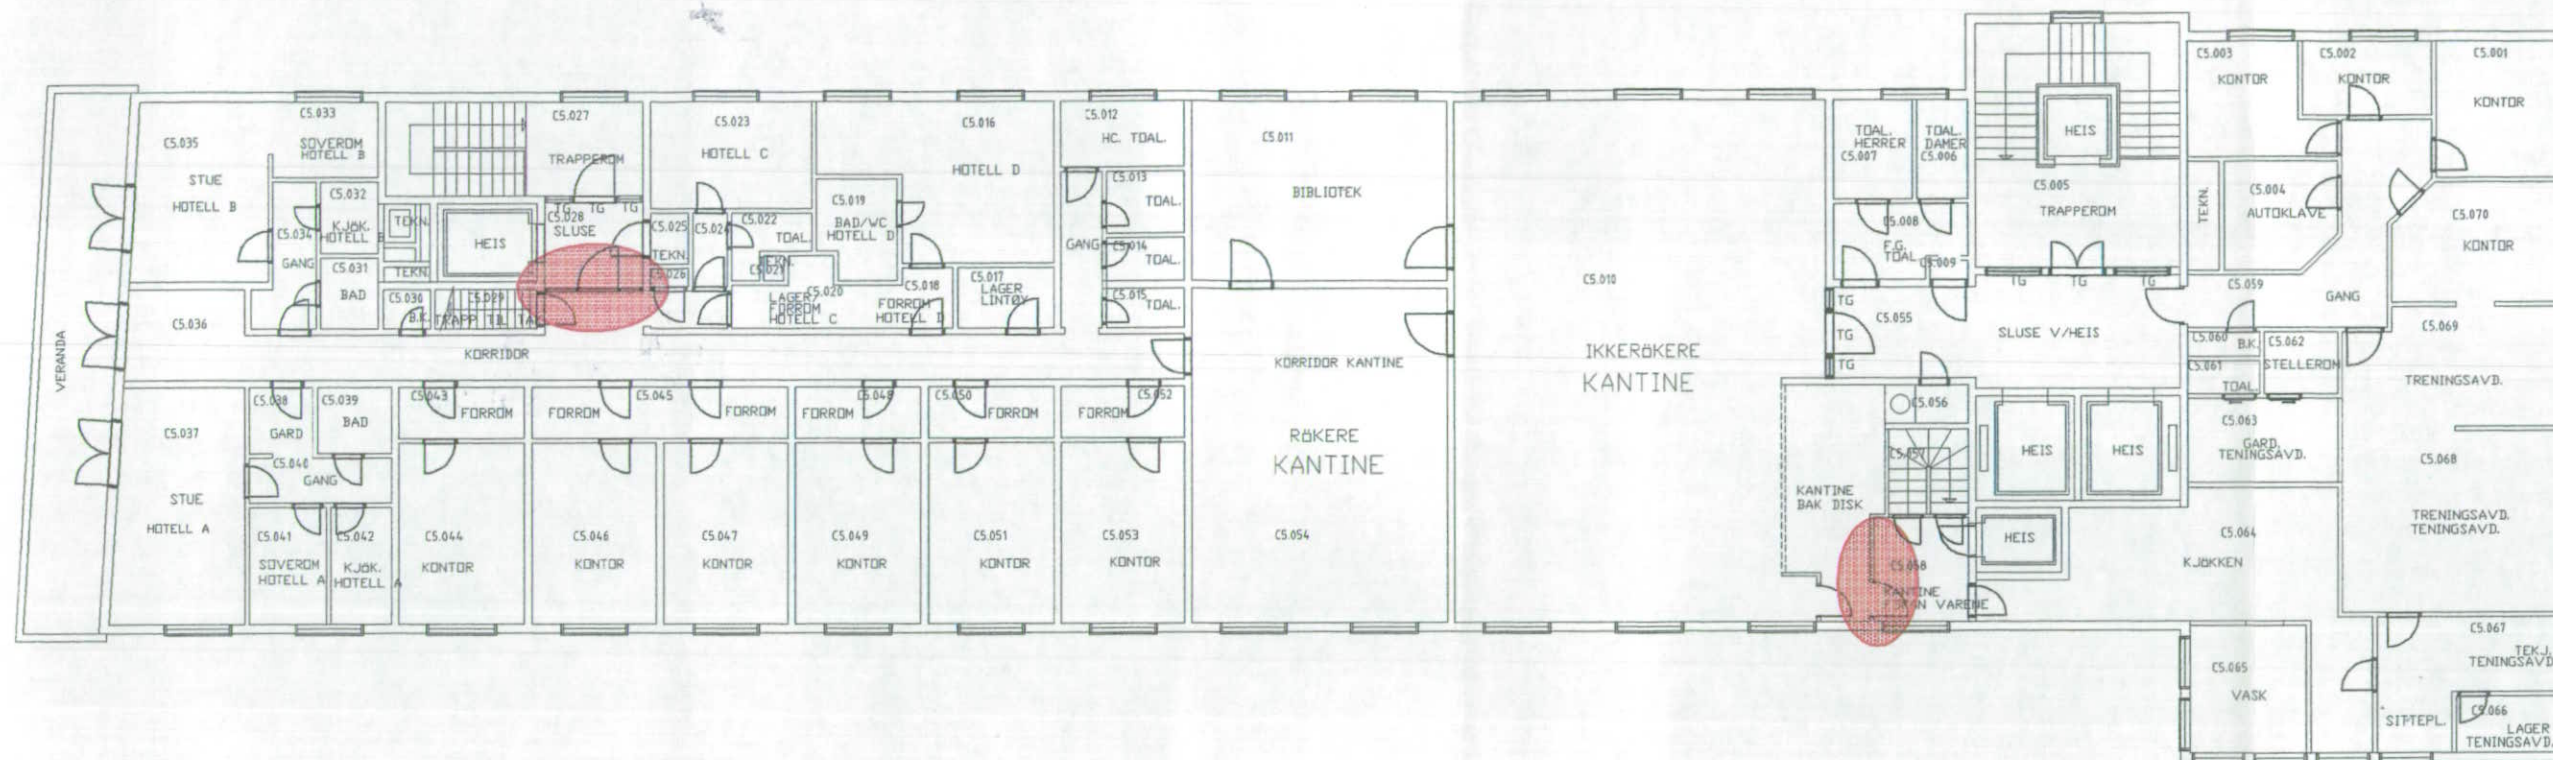 VERANDA
C5.035
STUE
HOTELL B
C5.033
SOVEROM
HOTELL B
C5.034
GANG
C5.032
KJØK.
HOTELL B
C5.031
BAD
TEKN.
TEKN.
C5.030
B.K.
C5.029
TRAPP TIL TAK
HEIS
C5.027
TRAPPEROM
TG TG TG
C5.028
SLUSE
C5.025
TEKN.
C5.026
C5.023
HOTELL C
C5.024
C5.022
TOAL.
TEKN.
C5.021
C5.020
LAGER/
FORROM
HOTELL C
C5.016
HOTELL D
C5.019
BAD/WC
HOTELL D
C5.018
FORROM
HOTELL D
C5.017
LAGER
LINTØY
C5.012
HC. TOAL.
C5.013
TOAL.
GANG
C5.014
TOAL.
C5.015
TOAL.
C5.036
KORRIDOR
C5.037
STUE
HOTELL A
C5.038
GARD
C5.039
BAD
C5.040
GANG
C5.041
SOVEROM
HOTELL A
C5.042
KJØK.
HOTELL A
C5.043
FORROM
C5.044
KONTOR
FORROM
C5.045
FORROM
C5.046
KONTOR
C5.047
KONTOR
FORROM
C5.048
C5.049
KONTOR
C5.050
FORROM
C5.051
KONTOR
FORROM
C5.052
C5.053
KONTOR
C5.011
BIBLIOTEK
KORRIDOR KANTINE
RØKERE
KANTINE
C5.054
C5.010
IKKERØKERE
KANTINE
TOAL.
HERRER
C5.007
TOAL.
DAMER
C5.006
C5.008
F.G.
TOAL.
C5.009
TG
TG
TG
C5.055
C5.056
C5.057
KANTINE
BAK DISK
C5.058
KANTINE
VARENE
HEIS
C5.005
TRAPPEROM
TG TG TG
SLUSE V/HEIS
HEIS
HEIS
HEIS
C5.003
KONTOR
C5.002
KONTOR
C5.001
KONTOR
TEKN.
C5.004
AUTOKLAVE
C5.070
KONTOR
C5.059
GANG
C5.060
B.K.
C5.061
TOAL.
C5.062
STELLEROM
C5.063
GARD.
TENINGSAVD.
C5.069
TRENINGSAVD.
C5.068
TRENINGSAVD.
TENINGSAVD.
C5.064
KJØKKEN
C5.065
VASK
C5.067
TEKJ.
TENINGSAVD
SITTEPL.
C5.066
LAGER
TENINGSAVD.